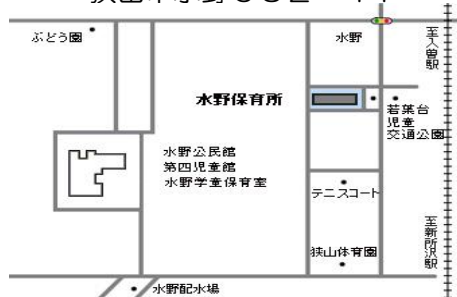 ぶどう園
水野
至入曽駅
水野保育所
若葉台
児童
交通公園
水野公民館
第四児童館
水野学童保育室
テニスコート
至新所沢駅
狭山体育園
水野配水場